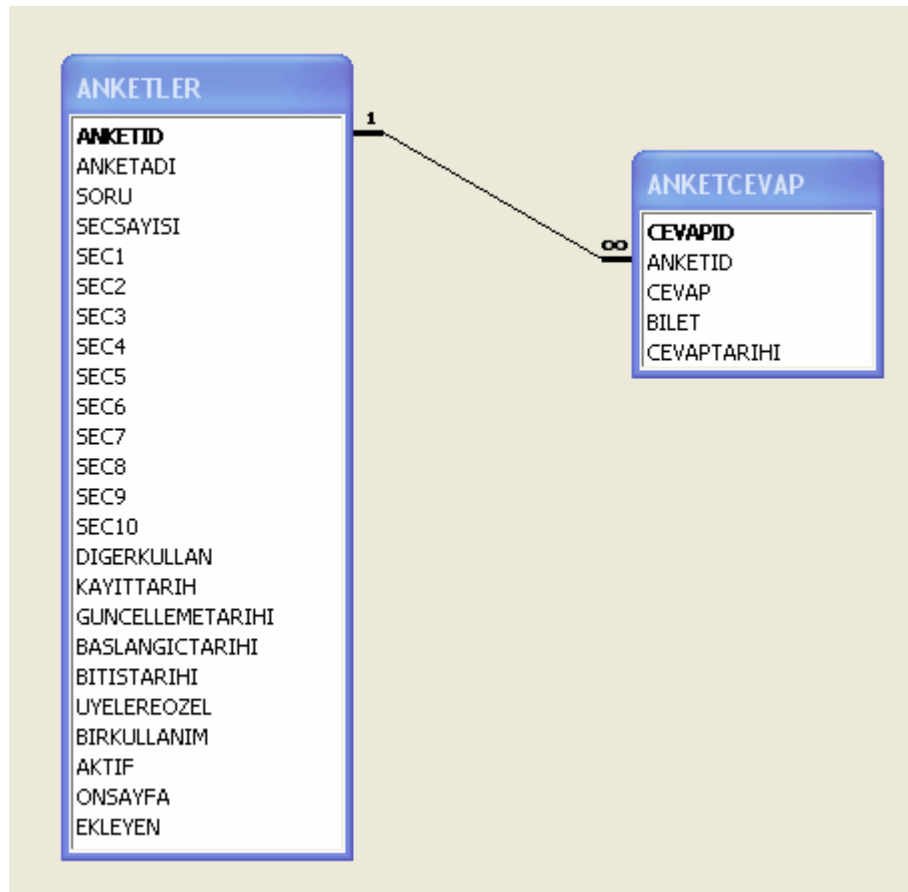 ANKETLER
ANKETID
ANKETADI
SORU
SECSAYISI
SEC1
SEC2
SEC3
SEC4
SEC5
SEC6
SEC7
SEC8
SEC9
SEC10
DIGERKULLAN
KAYITTARIH
GUNCELLEMETARIHI
BASLANGICTARIHI
BITISTARIHI
UYELEREOZEL
BIRKULLANIM
AKTIF
ONSAYFA
EKLEYEN
1
∞
ANKETCEVAP
CEVAPID
ANKETID
CEVAP
BILET
CEVAPTARIHI